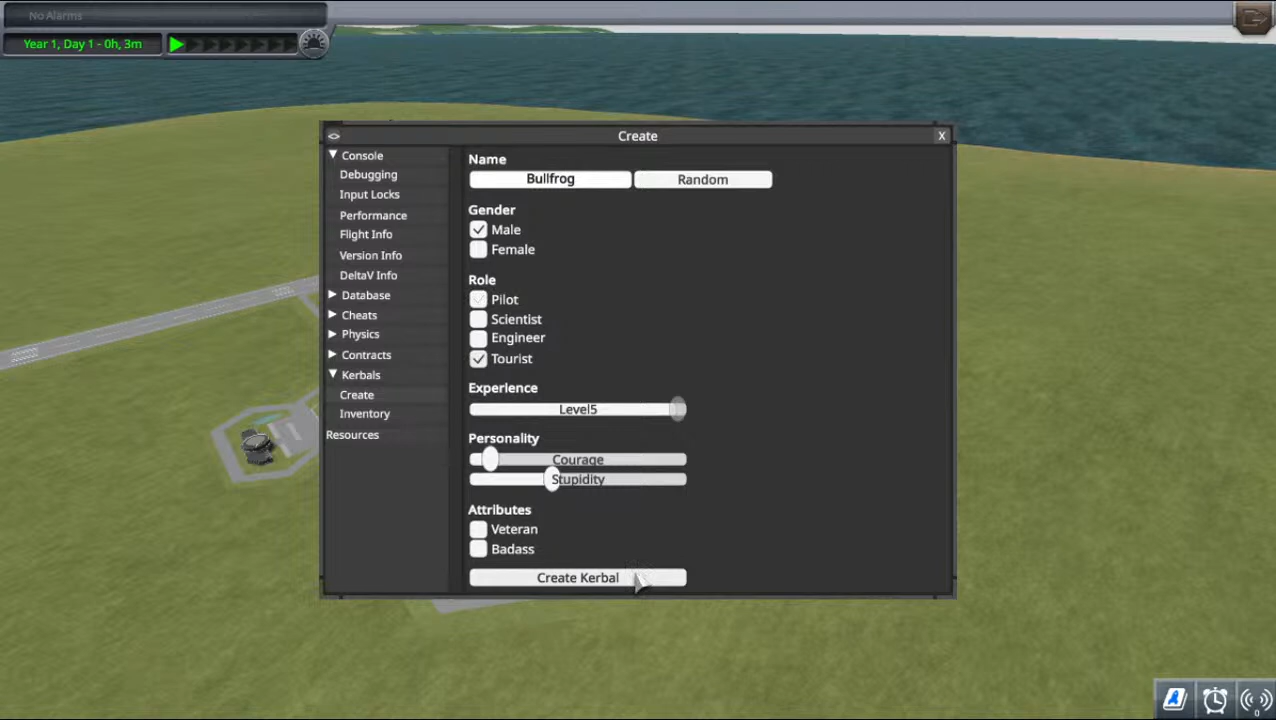 No Alarms
Year 1, Day 1 - 0h, 3m
Create
X
Console
Debugging
Input Locks
Performance
Flight Info
Version Info
DeltaV Info
Database
Cheats
Physics
Contracts
Kerbals
Create
Inventory
Resources
Name
Bullfrog
Random
Gender
Male
Female
Role
Pilot
Scientist
Engineer
Tourist
Experience
Level5
Personality
Courage
Stupidity
Attributes
Veteran
Badass
Create Kerbal
0